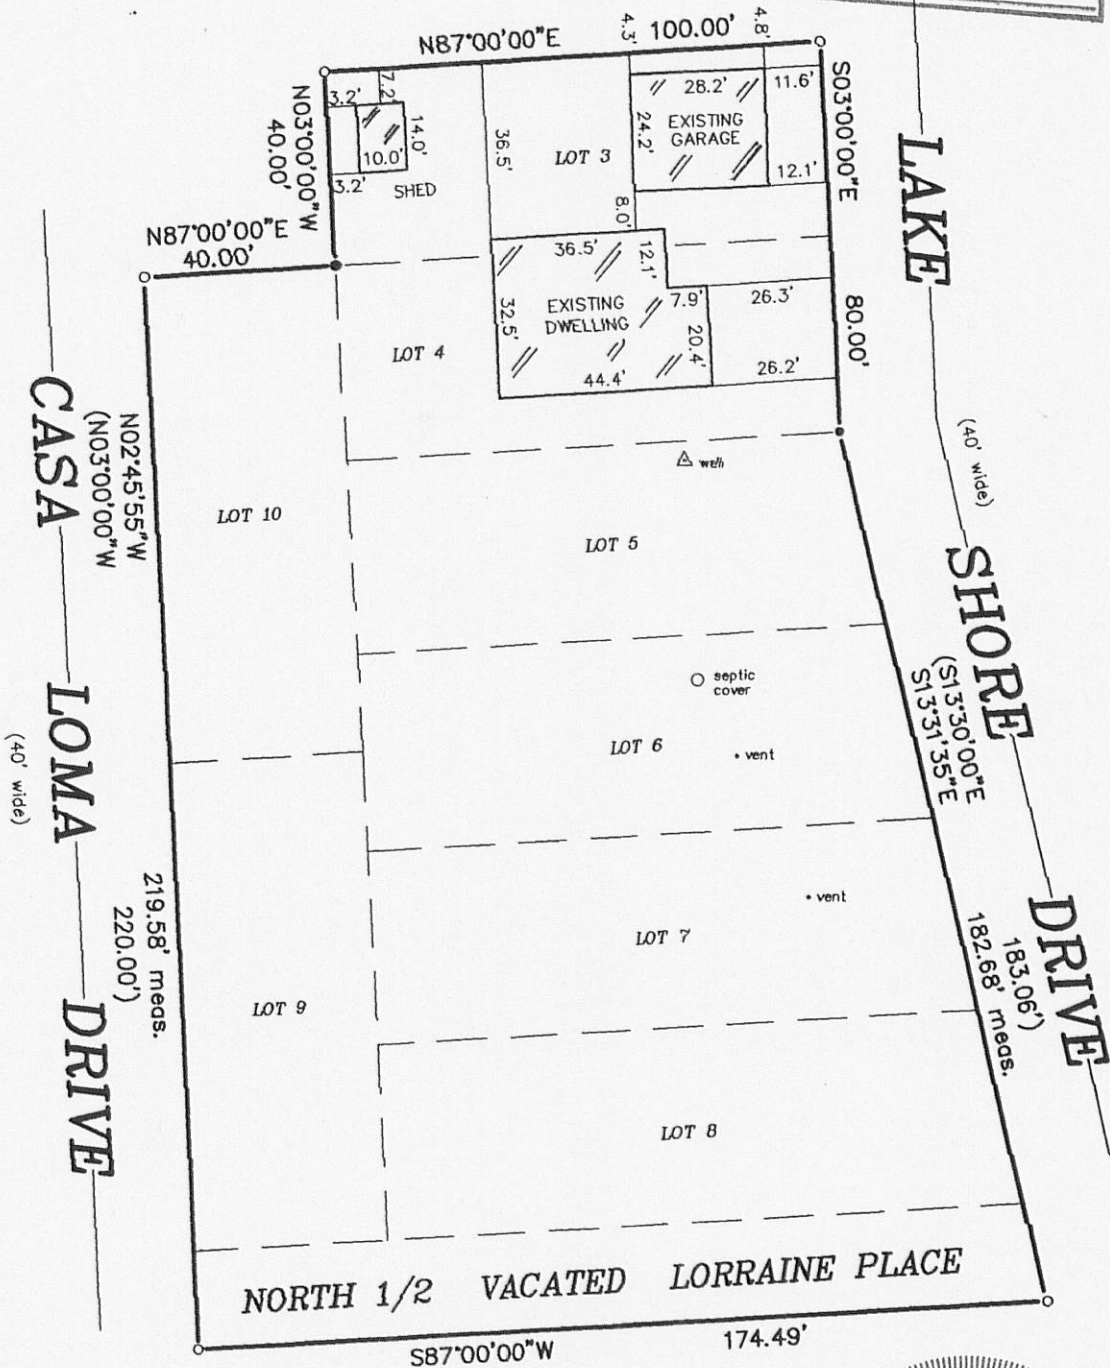 N87°00'00"E
100.00'
4.3'
4.8'
S03°00'00"E
80.00'
N03°00'00"W
40.00'
3.2'
7.2'
14.0'
10.0'
3.2'
SHED
36.5'
LOT 3
28.2'
24.2'
EXISTING
GARAGE
11.6'
12.1'
8.0'
N87°00'00"E
40.00'
36.5'
12.1'
32.5'
EXISTING
DWELLING
7.9'
20.4'
44.4'
26.3'
26.2'
LOT 4
LAKE SHORE DRIVE
(40' wide)
well
LOT 10
LOT 5
CASA LOMA DRIVE
(40' wide)
N02°45'55"W
(N03°00'00"W
219.58' meas.
220.00')
septic
cover
LOT 6
vent
(S13°30'00"E
S13°31'35"E
183.06')
182.68' meas.
vent
LOT 7
LOT 9
LOT 8
NORTH 1/2 VACATED LORRAINE PLACE
S87°00'00"W
174.49'